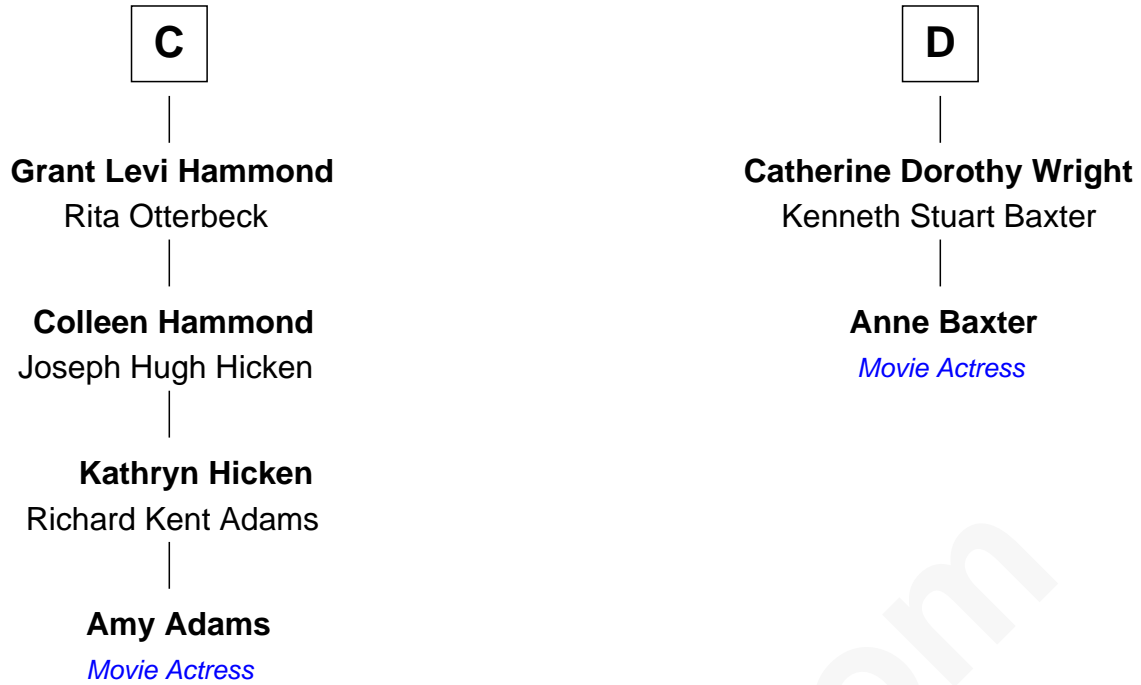 C
Grant Levi Hammond
Rita Otterbeck
Colleen Hammond
Joseph Hugh Hicken
Kathryn Hicken
Richard Kent Adams
Amy Adams
Movie Actress
D
Catherine Dorothy Wright
Kenneth Stuart Baxter
Anne Baxter
Movie Actress
om